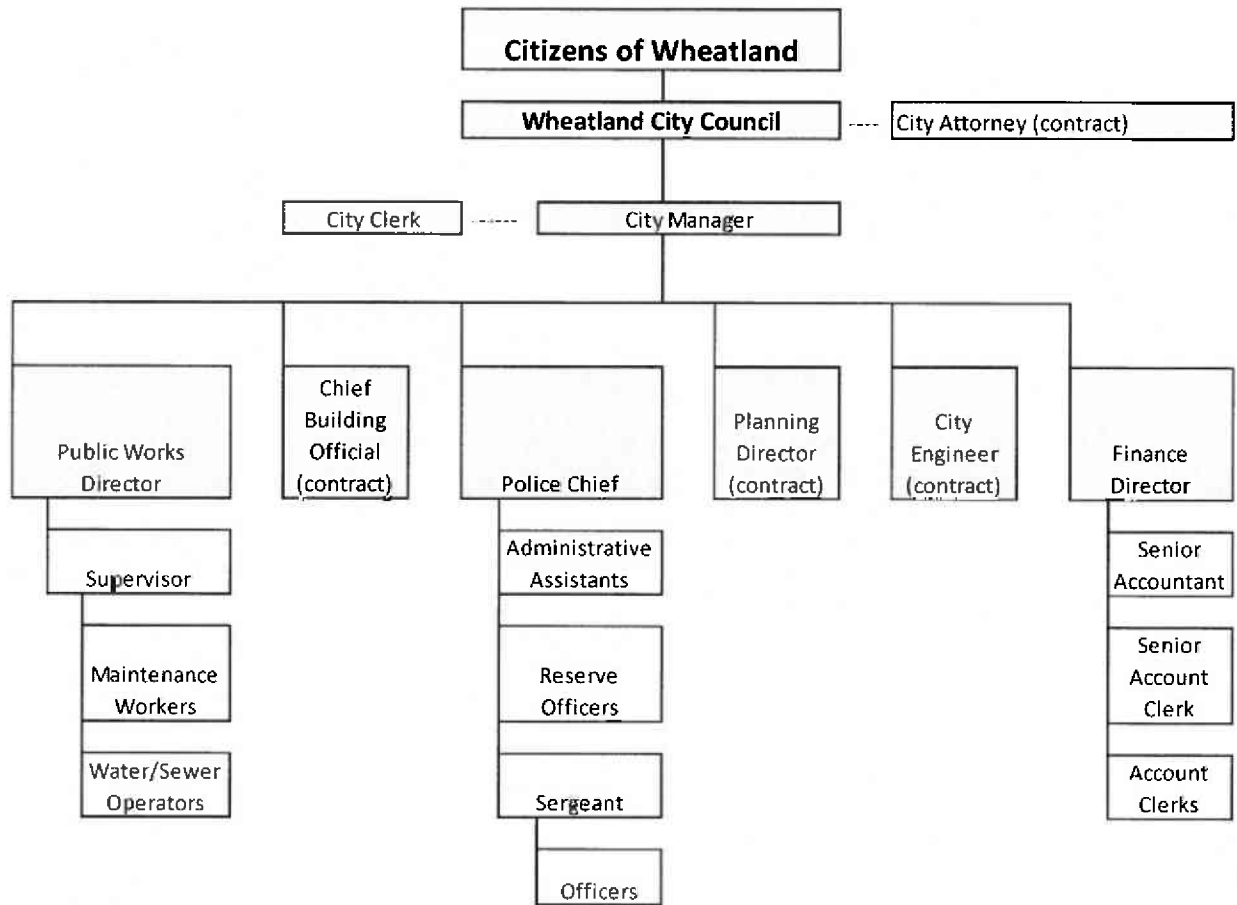 Citizens of Wheatland
Wheatland City Council
City Attorney (contract)
City Clerk
City Manager
Public Works
Director
Chief
Building
Official
(contract)
Police Chief
Planning
Director
(contract)
City
Engineer
(contract)
Finance
Director
Supervisor
Maintenance
Workers
Water/Sewer
Operators
Administrative
Assistants
Reserve
Officers
Sergeant
Officers
Senior
Accountant
Senior
Account
Clerk
Account
Clerks